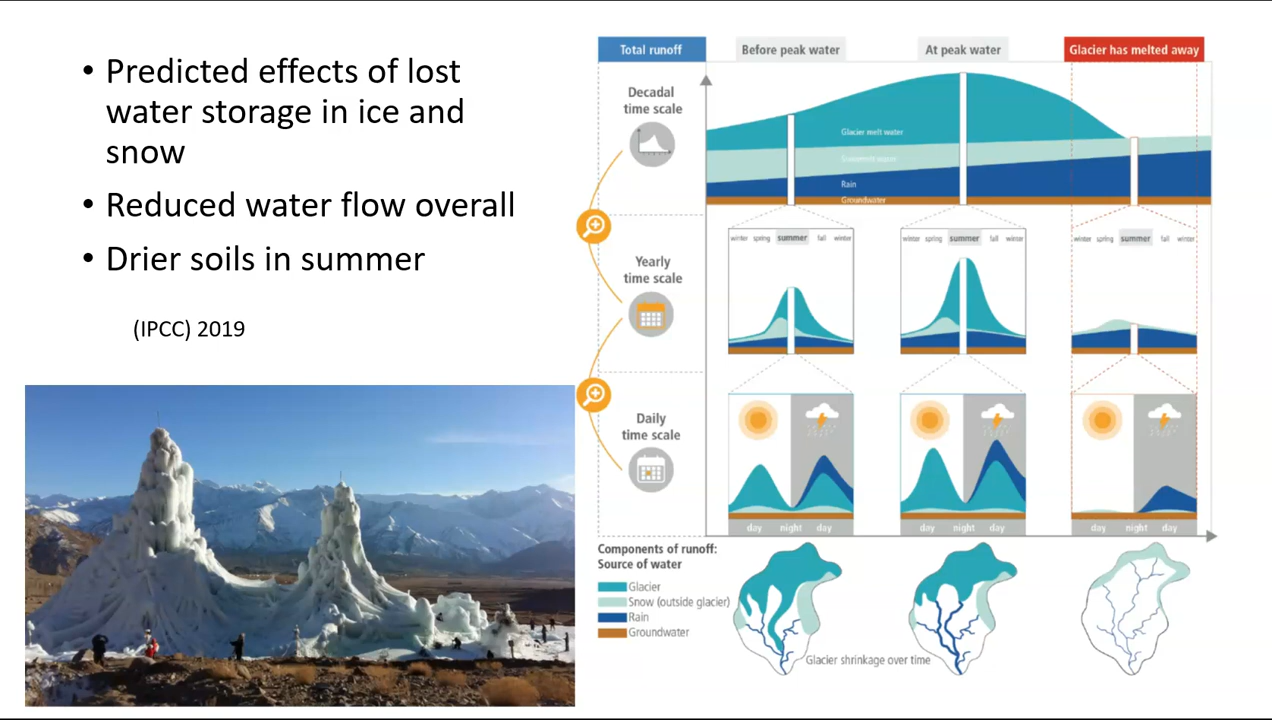 • Predicted effects of lost
water storage in ice and
snow
• Reduced water flow overall
• Drier soils in summer
(IPCC) 2019
Total runoff
Before peak water
At peak water
Glacier has melted away
Decadal
time scale
Glacier melt water
Snowmelt water
Rain
Groundwater
Yearly
time scale
winter spring summer fall winter
winter spring summer fall winter
winter spring summer fall winter
Daily
time scale
day night day
day night day
day night day
Components of runoff:
Source of water
Glacier
Snow (outside glacier)
Rain
Groundwater
Glacier shrinkage over time